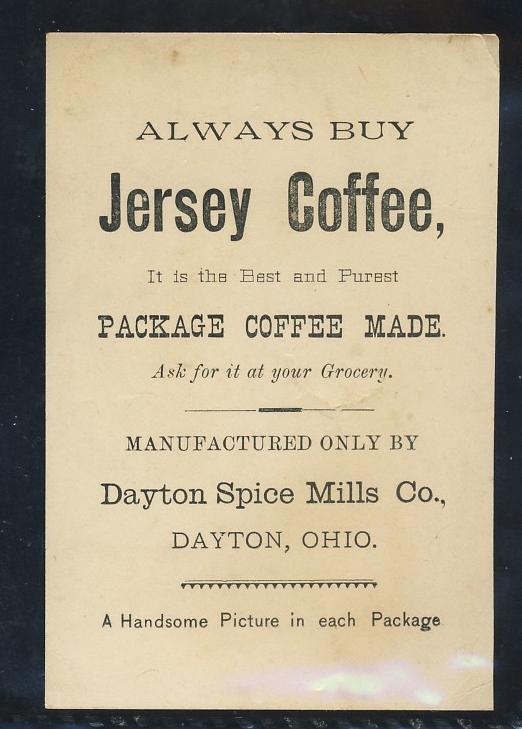 ALWAYS BUY
Jersey Coffee,
It is the Best and Purest
PACKAGE COFFEE MADE.
Ask for it at your Grocery.
MANUFACTURED ONLY BY
Dayton Spice Mills Co.,
DAYTON, OHIO.
A Handsome Picture in each Package